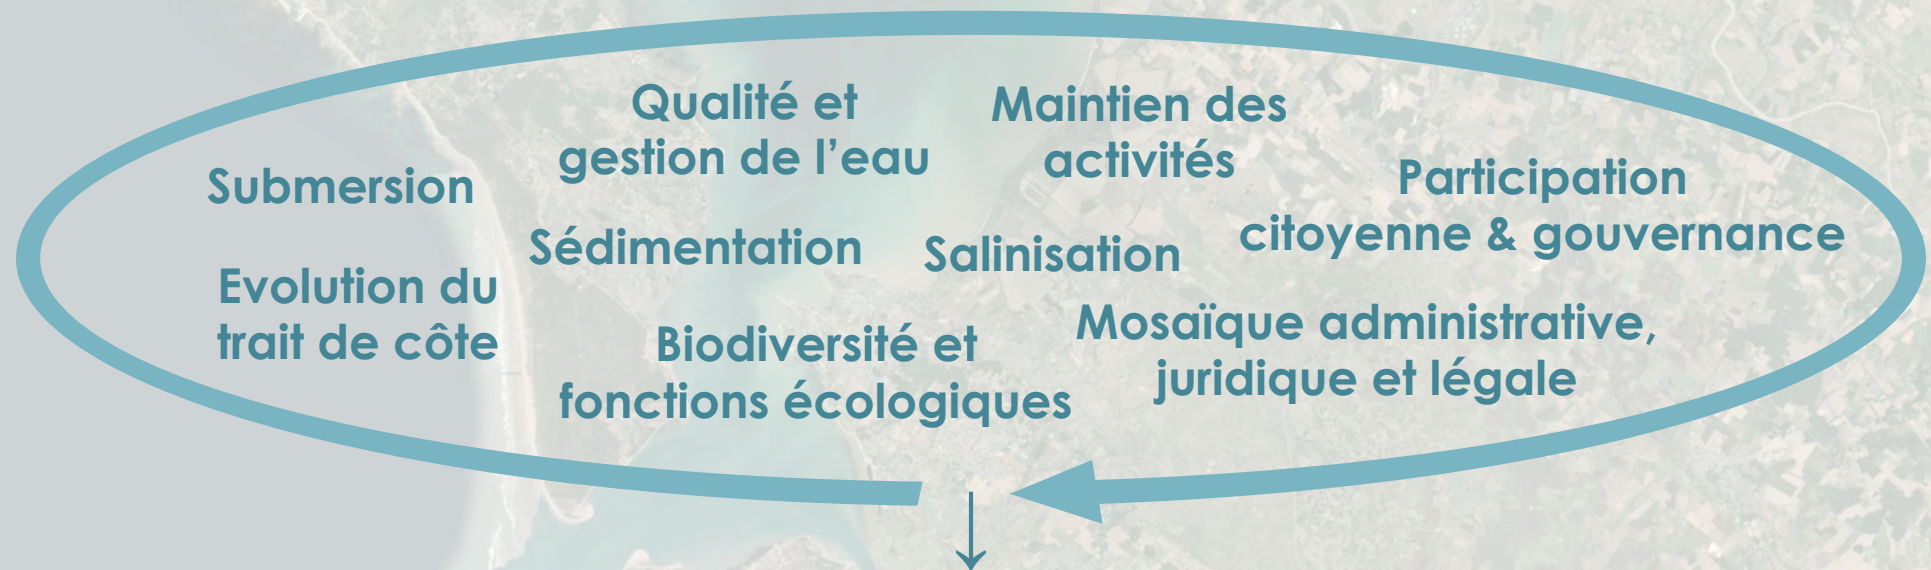 Qualité et
gestion de l’eau
Maintien des
activités
Submersion
Participation
citoyenne & gouvernance
Sédimentation
Salinisation
Evolution du
trait de côte
Biodiversité et
fonctions écologiques
Mosaïque administrative,
juridique et légale